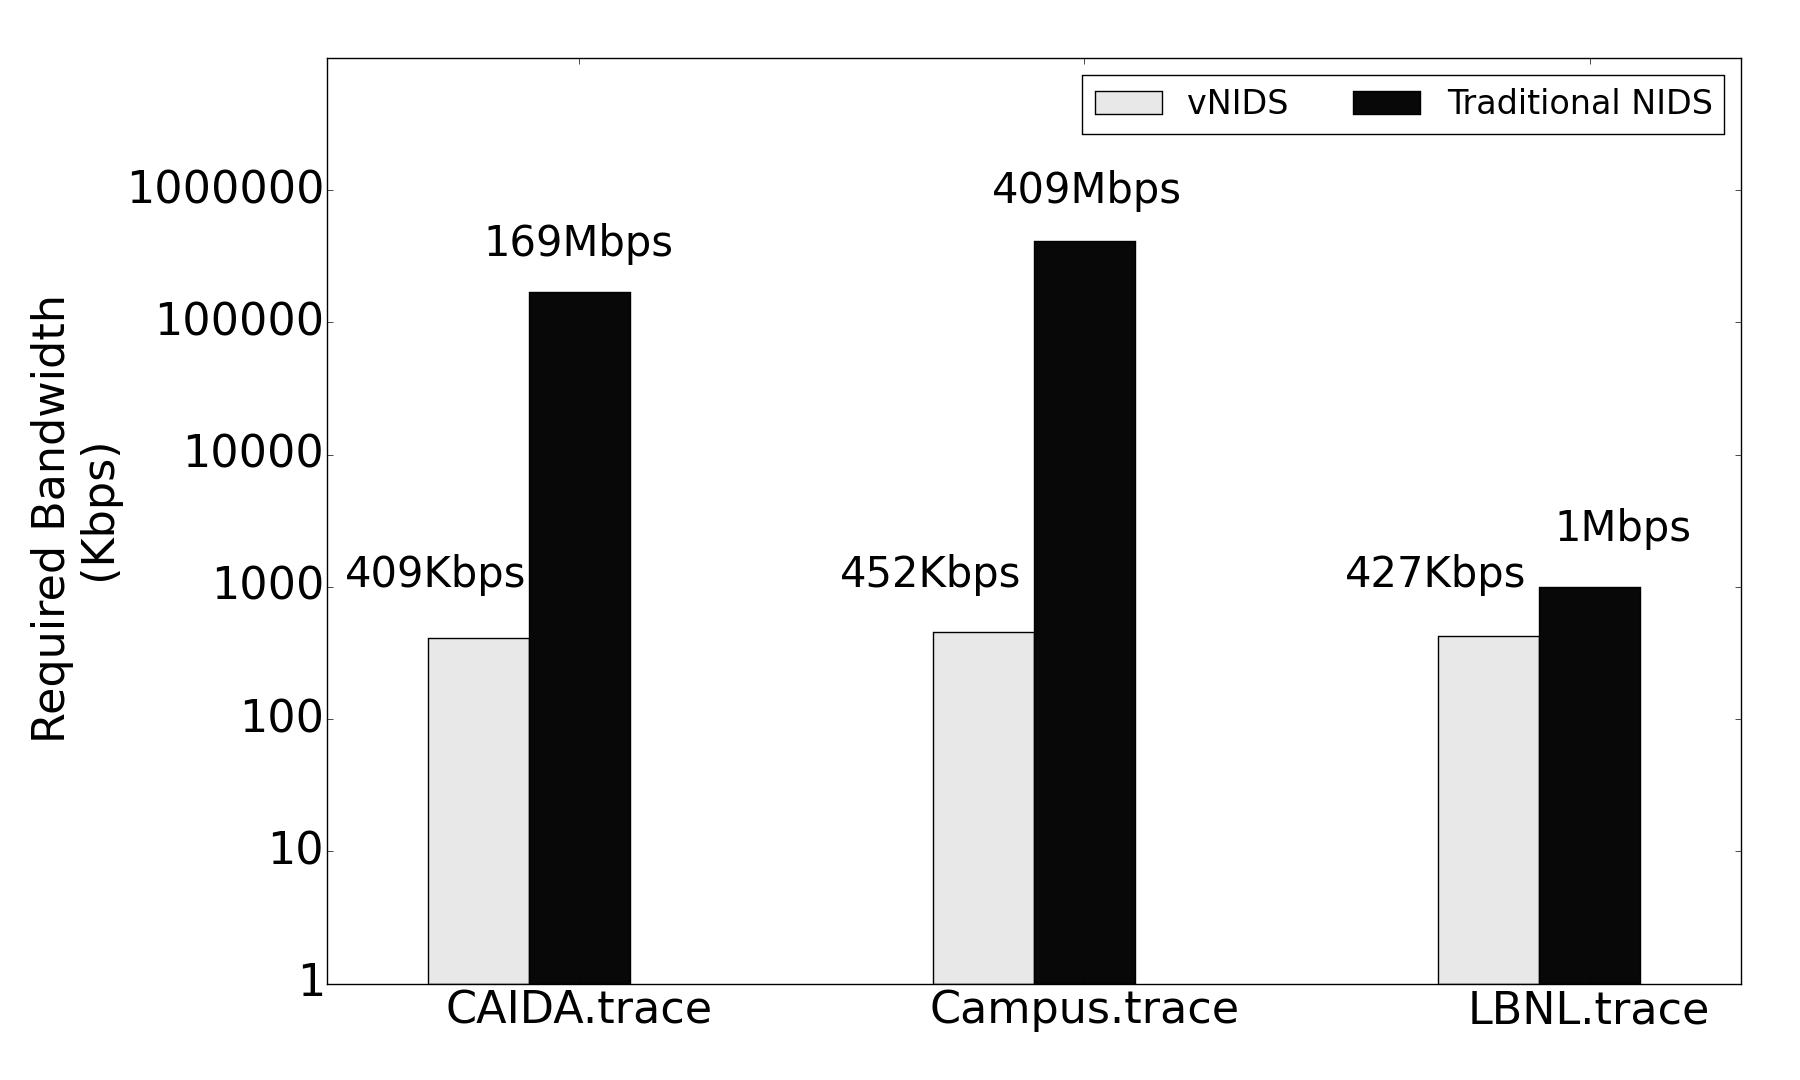 vNIDS Traditional NIDS
Required Bandwidth
(Kbps)
1000000
100000
10000
1000
100
10
1
409Kbps
169Mbps
452Kbps
409Mbps
427Kbps
1Mbps
CAIDA.trace Campus.trace LBNL.trace